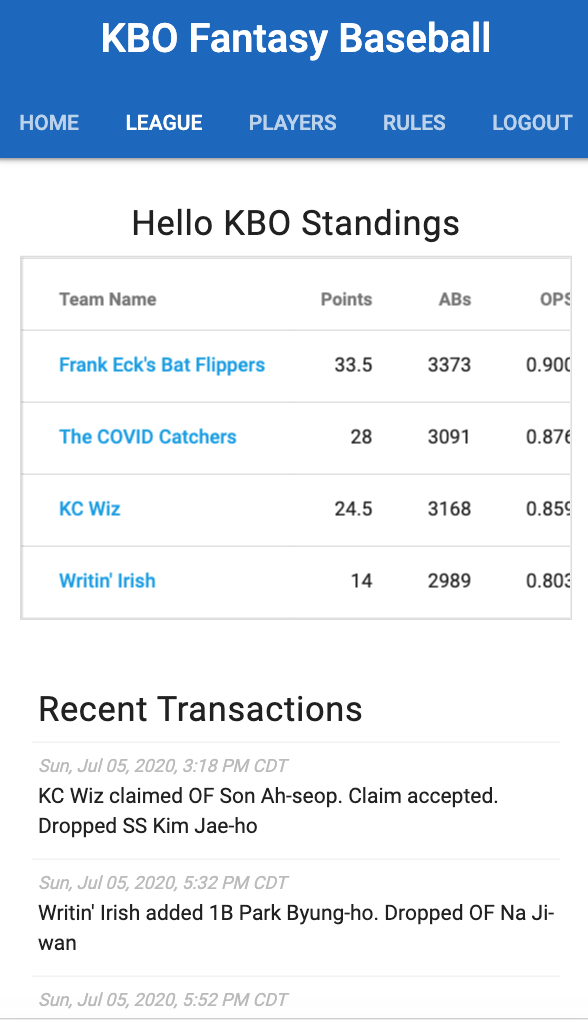 KBO Fantasy Baseball
HOME LEAGUE PLAYERS RULES LOGOUT
Hello KBO Standings
Team Name Points ABs OPS
Frank Eck's Bat Flippers 33.5 3373 0.900
The COVID Catchers 28 3091 0.876
KC Wiz 24.5 3168 0.859
Writin' Irish 14 2989 0.803
Recent Transactions
Sun, Jul 05, 2020, 3:18 PM CDT
KC Wiz claimed OF Son Ah-seop. Claim accepted.
Dropped SS Kim Jae-ho
Sun, Jul 05, 2020, 5:32 PM CDT
Writin' Irish added 1B Park Byung-ho. Dropped OF Na Ji-
wan
Sun, Jul 05, 2020, 5:52 PM CDT